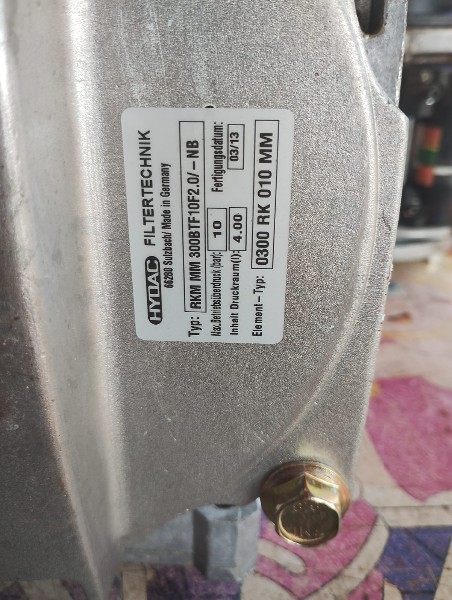 HYDAC FILTERTECHNIK
66280 Sulzbach/ Made in Germany
Typ: RKM MM 300BTF10F2.0/-NB
Max.Betriebsüberdruck (bar): 10 Fertigungsdatum:
Inhalt Druckraum(l): 4.00 03/13
Element-Typ: 0300 RK 010 MM